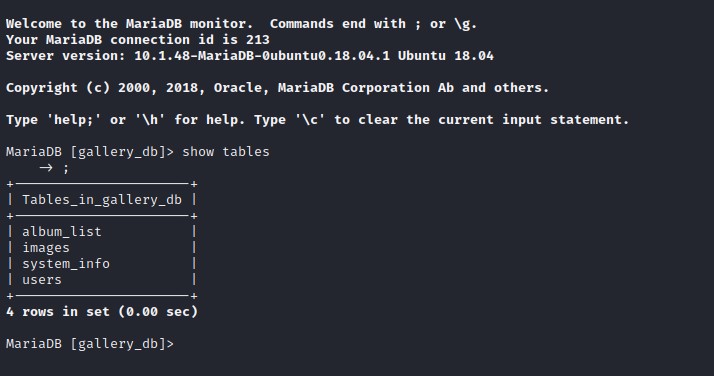 Welcome to the MariaDB monitor.  Commands end with ; or \g.
Your MariaDB connection id is 213
Server version: 10.1.48-MariaDB-0ubuntu0.18.04.1 Ubuntu 18.04
Copyright (c) 2000, 2018, Oracle, MariaDB Corporation Ab and others.
Type 'help;' or '\h' for help. Type '\c' to clear the current input statement.
MariaDB [gallery_db]> show tables
    -> ;
+----------------------+
| Tables_in_gallery_db |
+----------------------+
| album_list           |
| images               |
| system_info          |
| users                |
+----------------------+
4 rows in set (0.00 sec)
MariaDB [gallery_db]>